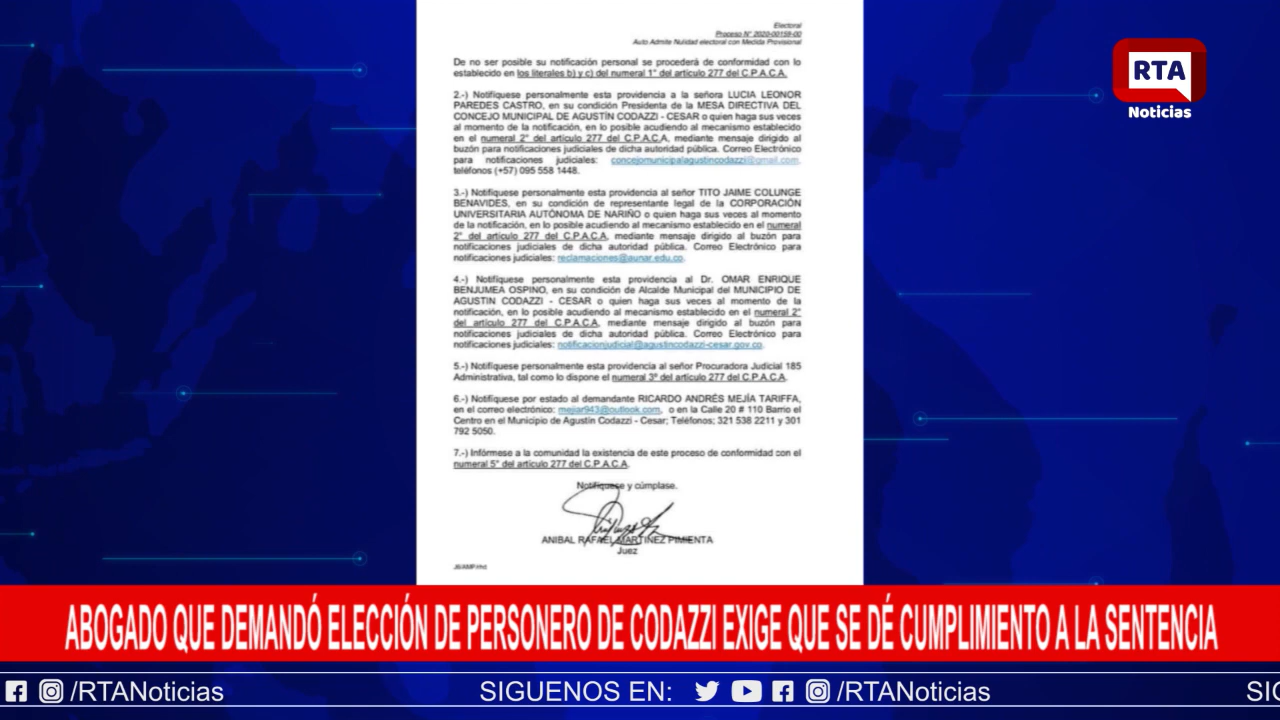 Electoral
Proceso N° 2020-00159-00
Auto Admite Nulidad electoral con Medida Provisional
De no ser posible su notificación personal se procederá de conformidad con lo
establecido en los literales b) y c) del numeral 1° del artículo 277 del C.P.A.C.A.
2.-) Notifíquese personalmente esta providencia a la señora LUCIA LEONOR
PAREDES CASTRO, en su condición Presidenta de la MESA DIRECTIVA DEL
CONCEJO MUNICIPAL DE AGUSTÍN CODAZZI - CESAR o quien haga sus veces
al momento de la notificación, en lo posible acudiendo al mecanismo establecido
en el numeral 2° del artículo 277 del C.P.A.C.A, mediante mensaje dirigido al
buzón para notificaciones judiciales de dicha autoridad pública. Correo Electrónico
para notificaciones judiciales: concejomunicipalagustincodazzi@gmail.com,
teléfonos (+57) 095 558 1448.
3.-) Notifíquese personalmente esta providencia al señor TITO JAIME COLUNGE
BENAVIDES, en su condición de representante legal de la CORPORACIÓN
UNIVERSITARIA AUTÓNOMA DE NARIÑO o quien haga sus veces al momento
de la notificación, en lo posible acudiendo al mecanismo establecido en el numeral
2° del artículo 277 del C.P.A.C.A, mediante mensaje dirigido al buzón para
notificaciones judiciales de dicha autoridad pública. Correo Electrónico para
notificaciones judiciales: reclamaciones@aunar.edu.co.
4.-) Notifíquese personalmente esta providencia al Dr. OMAR ENRIQUE
BENJUMEA OSPINO, en su condición de Alcalde Municipal del MUNICIPIO DE
AGUSTIN CODAZZI - CESAR o quien haga sus veces al momento de la
notificación, en lo posible acudiendo al mecanismo establecido en el numeral 2°
del artículo 277 del C.P.A.C.A, mediante mensaje dirigido al buzón para
notificaciones judiciales de dicha autoridad pública. Correo Electrónico para
notificaciones judiciales: notificacionjudicial@agustincodazzi-cesar.gov.co.
5.-) Notifíquese personalmente esta providencia al señor Procuradora Judicial 185
Administrativa, tal como lo dispone el numeral 3º del artículo 277 del C.P.A.C.A.
6.-) Notifíquese por estado al demandante RICARDO ANDRÉS MEJÍA TARIFFA,
en el correo electrónico: mejiar943@outlook.com, o en la Calle 20 # 110 Barrio el
Centro en el Municipio de Agustín Codazzi - Cesar; Teléfonos; 321 538 2211 y 301
792 5050.
7.-) Infórmese a la comunidad la existencia de este proceso de conformidad con el
numeral 5° del artículo 277 del C.P.A.C.A.
Notifíquese y cúmplase.
ANIBAL RAFAEL MARTINEZ PIMIENTA
Juez
J6/AMP/rhd
RTA
Noticias
ABOGADO QUE DEMANDÓ ELECCIÓN DE PERSONERO DE CODAZZI EXIGE QUE SE DÉ CUMPLIMIENTO A LA SENTENCIA
/RTANoticias SIGUENOS EN: /RTANoticias SIG